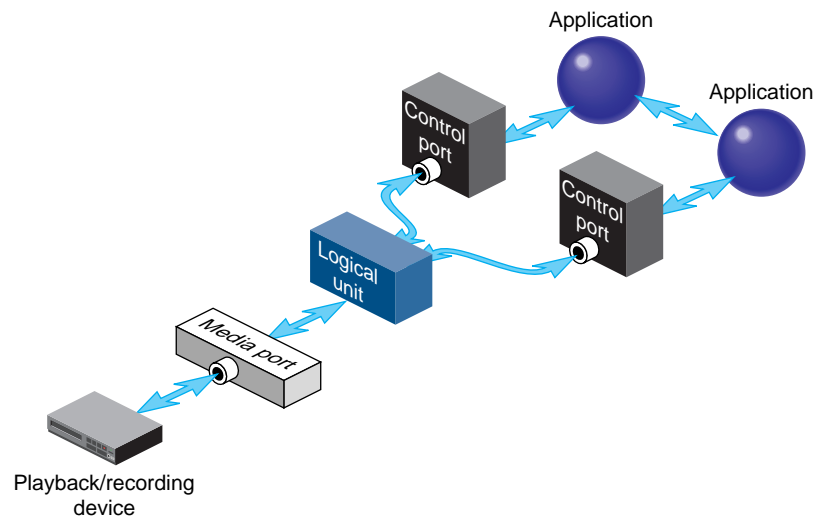 Application
Application
Control
port
Control
port
Logical
unit
Media port
Playback/recording
device